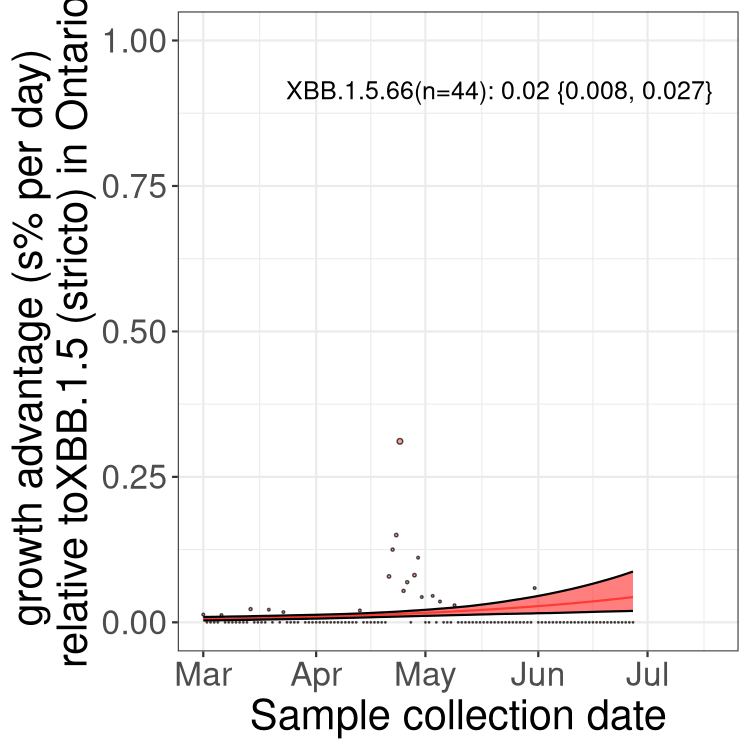 growth advantage (s% per day)
relative toXBB.1.5 (stricto) in Ontario
1.00
0.75
0.50
0.25
0.00
XBB.1.5.66(n=44): 0.02 {0.008, 0.027}
Mar Apr May Jun Jul
Sample collection date